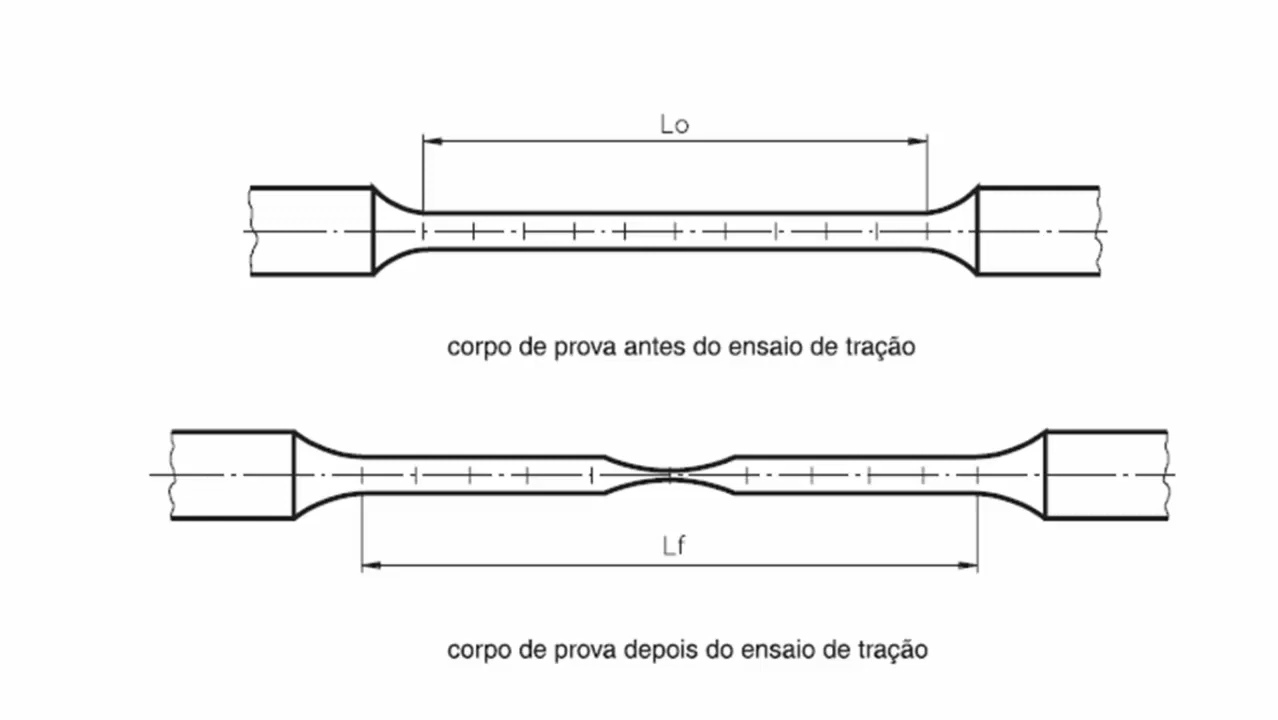 Lo
corpo de prova antes do ensaio de tração
Lf
corpo de prova depois do ensaio de tração